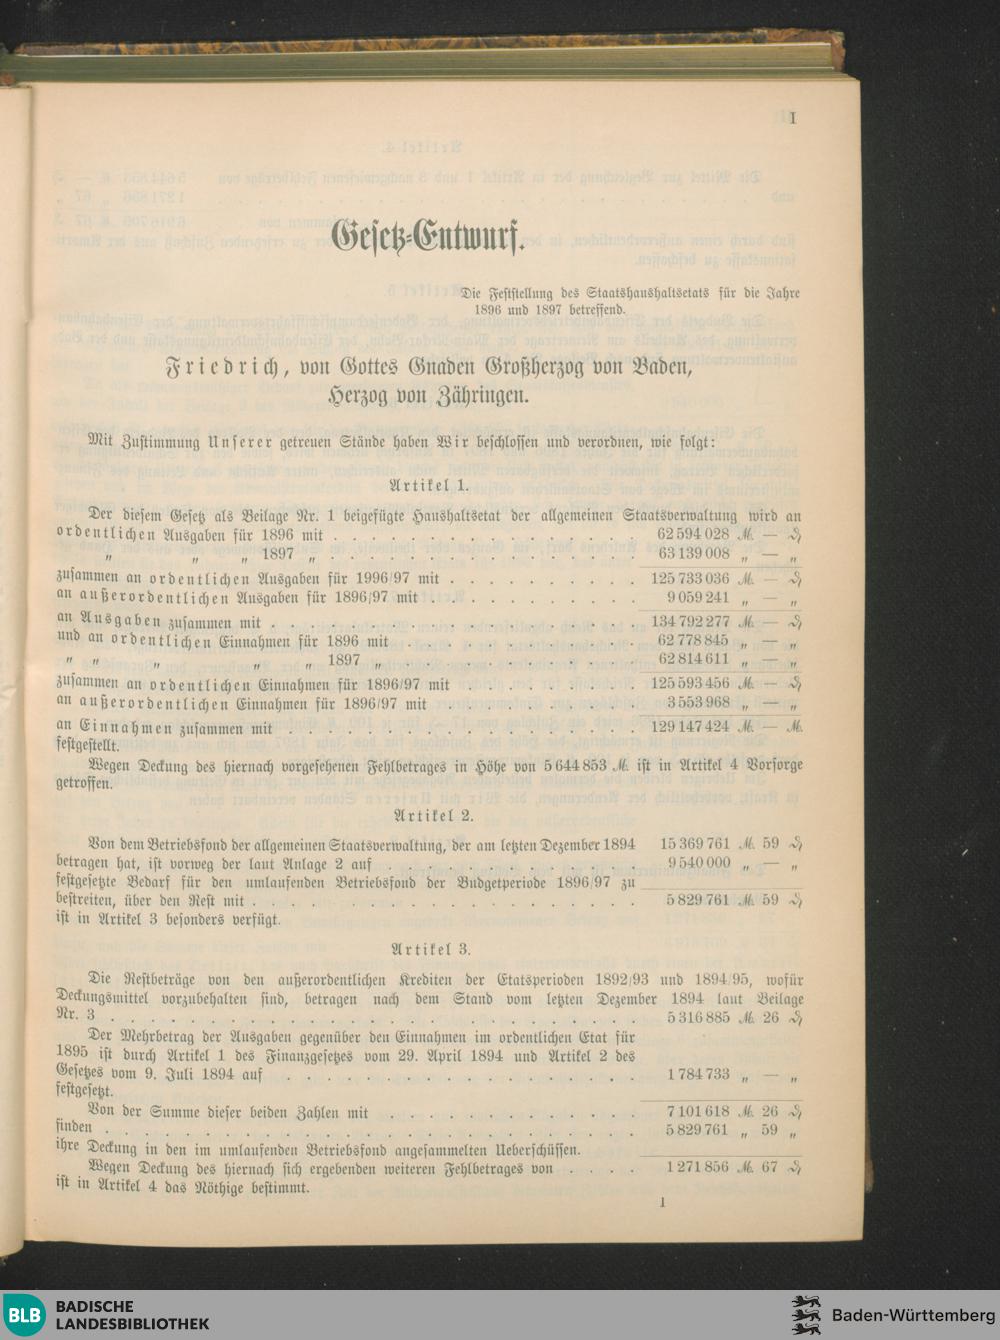 I
Gesetz-Entwurf.
Die Feststellung des Staatshaushaltsetats für die Jahre
1896 und 1897 betreffend.
Friedrich, von Gottes Gnaden Großherzog von Baden,
Herzog von Zähringen.
Mit Zustimmung Unserer getreuen Stände haben Wir beschlossen und verordnen, wie folgt:
Artikel 1.
Der diesem Gesetz als Beilage Nr. 1 beigefügte Haushaltsetat der allgemeinen Staatsverwaltung wird an
ordentlichen Ausgaben für 1896 mit . . . . . . . . . . . . . . . . 62 594 028 ℳ — ₰
„ „ „ 1897 „ . . . . . . . . . . . . . . . . 63 139 008 „ — „
zusammen an ordentlichen Ausgaben für 1996/97 mit . . . . . . . . . . 125 733 036 ℳ — ₰
an außerordentlichen Ausgaben für 1896/97 mit . . . . . . . . . . . 9 059 241 „ — „
an Ausgaben zusammen mit . . . . . . . . . . . . . . . . . . . 134 792 277 ℳ — ₰
und an ordentlichen Einnahmen für 1896 mit . . . . . . . . . . . . 62 778 845 „ — „
„ „ „ „ „ 1897 „ . . . . . . . . . . . . 62 814 611 „ — „
zusammen an ordentlichen Einnahmen für 1896/97 mit . . . . . . . . . 125 593 456 ℳ — ₰
an außerordentlichen Einnahmen für 1896/97 mit . . . . . . . . . . 3 553 968 „ — „
an Einnahmen zusammen mit . . . . . . . . . . . . . . . . . . 129 147 424 ℳ — ℳ.
festgestellt.
Wegen Deckung des hiernach vorgesehenen Fehlbetrages in Höhe von 5 644 853 ℳ ist in Artikel 4 Vorsorge
getroffen.
Artikel 2.
Von dem Betriebsfond der allgemeinen Staatsverwaltung, der am letzten Dezember 1894 15 369 761 ℳ 59 ₰
betragen hat, ist vorweg der laut Anlage 2 auf . . . . . . . . . . . . . 9 540 000 „ — „
festgesetzte Bedarf für den umlaufenden Betriebsfond der Budgetperiode 1896/97 zu
bestreiten, über den Rest mit . . . . . . . . . . . . . . . . . . . . 5 829 761 ℳ 59 ₰
ist in Artikel 3 besonders verfügt.
Artikel 3.
Die Restbeträge von den außerordentlichen Krediten der Etatsperioden 1892/93 und 1894/95, wofür
Deckungsmittel vorzubehalten sind, betragen nach dem Stand vom letzten Dezember 1894 laut Beilage
Nr. 3 . . . . . . . . . . . . . . . . . . . . . . . . . . 5 316 885 ℳ 26 ₰
Der Mehrbetrag der Ausgaben gegenüber den Einnahmen im ordentlichen Etat für
1895 ist durch Artikel 1 des Finanzgesetzes vom 29. April 1894 und Artikel 2 des
Gesetzes vom 9. Juli 1894 auf . . . . . . . . . . . . . . . . . . 1 784 733 „ — „
festgesetzt.
Von der Summe dieser beiden Zahlen mit . . . . . . . . . . . . . 7 101 618 ℳ 26 ₰
finden . . . . . . . . . . . . . . . . . . . . . . . . . . . 5 829 761 „ 59 „
ihre Deckung in den im umlaufenden Betriebsfond angesammelten Ueberschüssen.
Wegen Deckung des hiernach sich ergebenden weiteren Fehlbetrages von . . . . 1 271 856 ℳ 67 ₰
ist in Artikel 4 das Nöthige bestimmt.
1
BLB
BADISCHE
LANDESBIBLIOTHEK
Baden-Württemberg